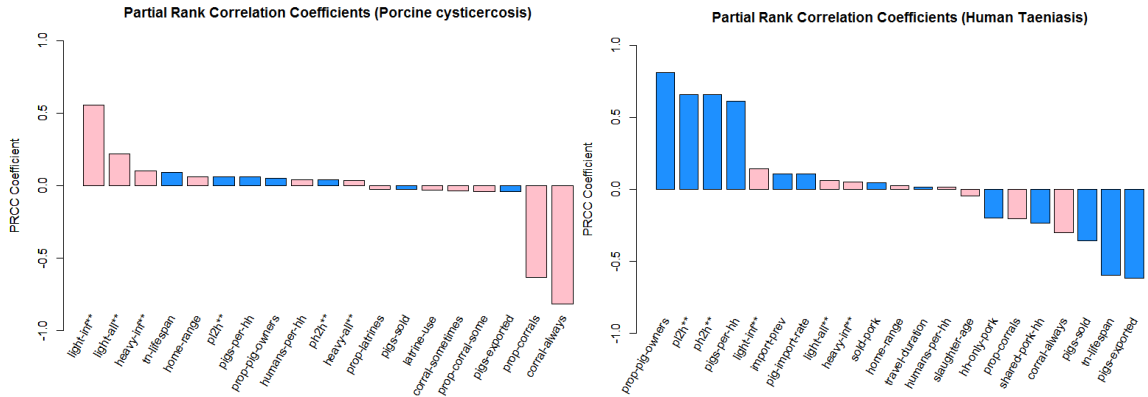 Partial Rank Correlation Coefficients (Porcine cysticercosis)
PRCC Coefficient
1.0
0.5
0.0
-0.5
-1.0
light-inf**
light-all**
heavy-inf**
tn-lifespan
home-range
pl2h**
pigs-per-hh
prop-pig-owners
humans-per-hh
ph2h**
heavy-all**
prop-latrines
pigs-sold
latrine-use
corral-sometimes
prop-corral-some
pigs-exported
prop-corrals
corral-always
Partial Rank Correlation Coefficients (Human Taeniasis)
PRCC Coefficient
1.0
0.5
0.0
-0.5
-1.0
prop-pig-owners
pl2h**
ph2h**
pigs-per-hh
light-inf**
import-prev
pig-import-rate
light-all**
heavy-inf**
sold-pork
home-range
travel-duration
humans-per-hh
slaughter-age
hh-only-pork
prop-corrals
shared-pork-hh
corral-always
pigs-sold
tn-lifespan
pigs-exported